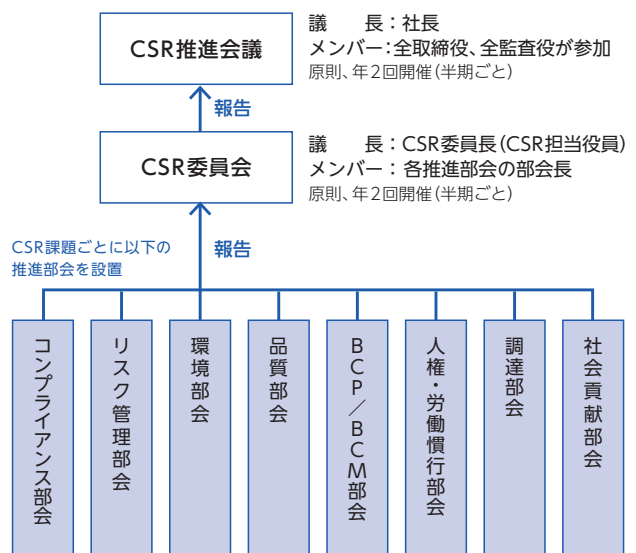 CSR推進会議
議　　長：社長
メンバー：全取締役、全監査役が参加
原則、年2回開催（半期ごと）
報告
CSR委員会
議　　長：CSR委員長（CSR担当役員）
メンバー：各推進部会の部会長
原則、年2回開催（半期ごと）
CSR課題ごとに以下の
推進部会を設置
報告
コンプライアンス部会
リスク管理部会
環境部会
品質部会
BCP／BCM部会
人権・労働慣行部会
調達部会
社会貢献部会